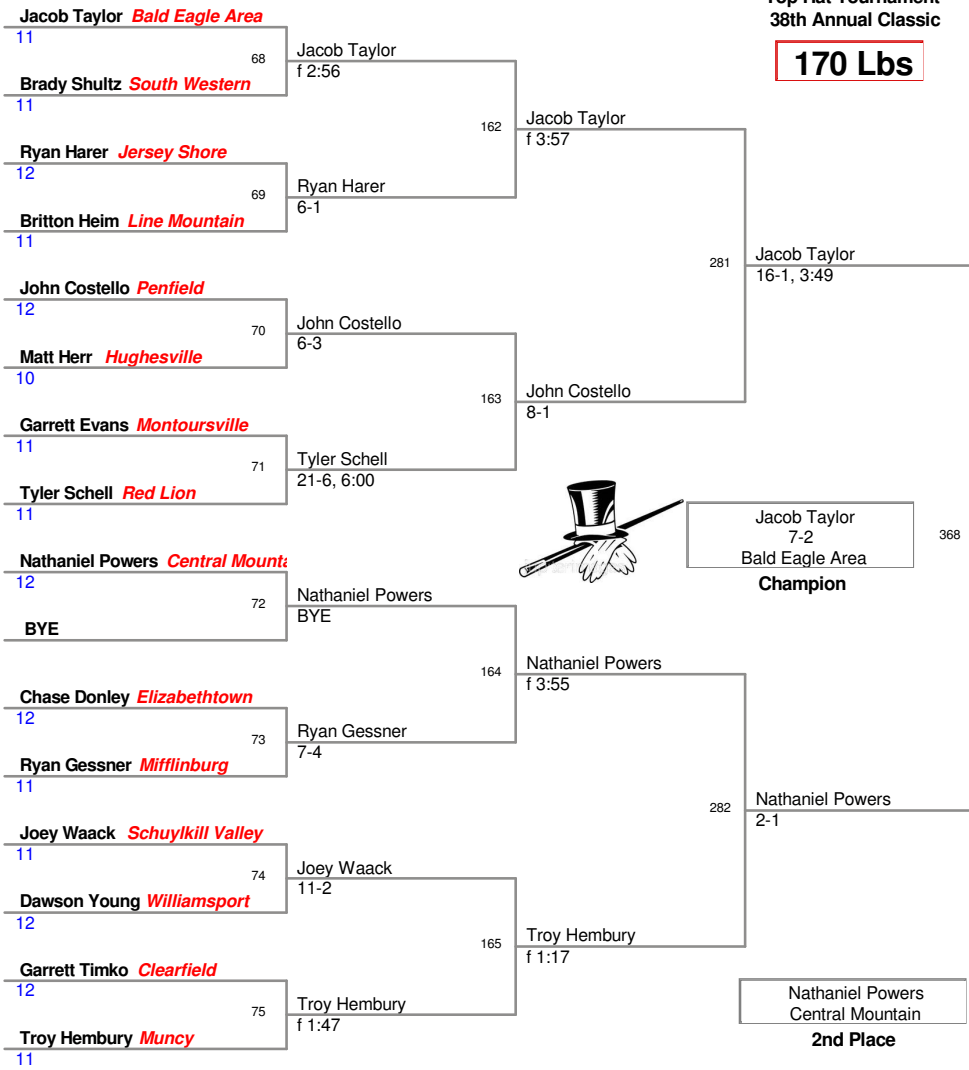 Top Hat Tournament
38th Annual Classic
170 Lbs
Jacob Taylor Bald Eagle Area
11
68
Brady Shultz South Western
11
Jacob Taylor
f 2:56
Ryan Harer Jersey Shore
12
69
Britton Heim Line Mountain
11
Ryan Harer
6-1
162
Jacob Taylor
f 3:57
John Costello Penfield
12
70
Matt Herr Hughesville
10
John Costello
6-3
Garrett Evans Montoursville
11
71
Tyler Schell Red Lion
11
Tyler Schell
21-6, 6:00
163
John Costello
8-1
281
Jacob Taylor
16-1, 3:49
Nathaniel Powers Central Mounta
12
72
BYE
Nathaniel Powers
BYE
Chase Donley Elizabethtown
12
73
Ryan Gessner Mifflinburg
11
Ryan Gessner
7-4
164
Nathaniel Powers
f 3:55
Joey Waack Schuylkill Valley
11
74
Dawson Young Williamsport
12
Joey Waack
11-2
Garrett Timko Clearfield
12
75
Troy Hembury Muncy
11
Troy Hembury
f 1:47
165
Troy Hembury
f 1:17
282
Nathaniel Powers
2-1
Jacob Taylor
7-2
Bald Eagle Area
368
Champion
Nathaniel Powers
Central Mountain
2nd Place